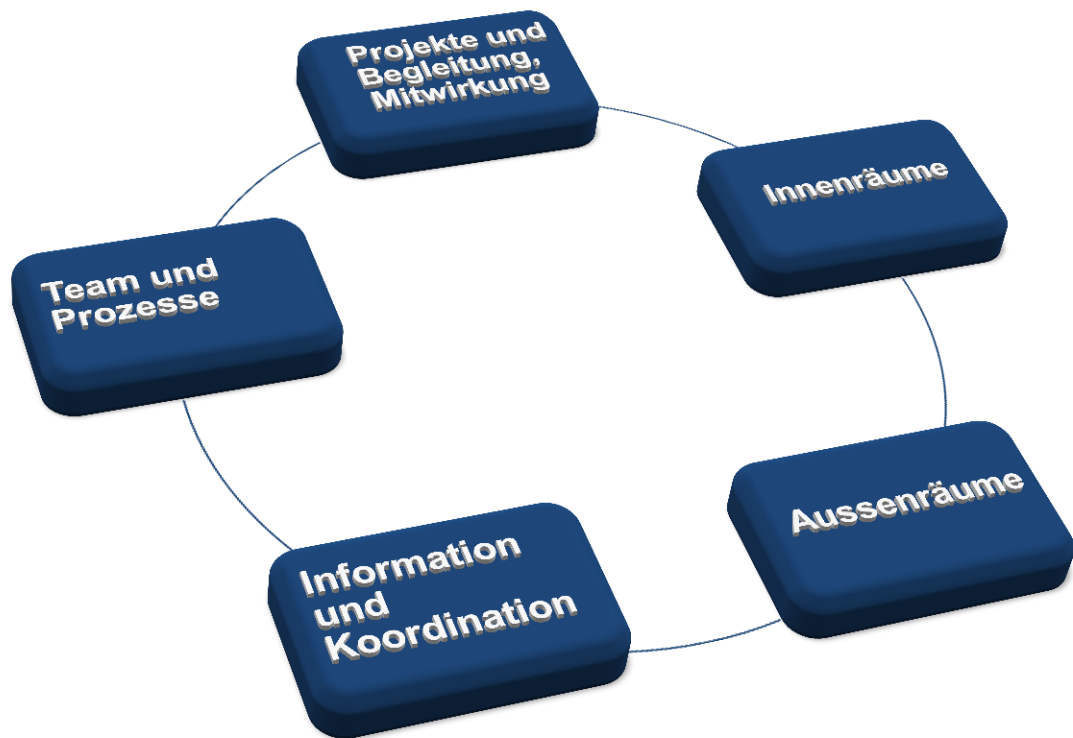 Projekte und
Begleitung,
Mitwirkung
Innenräume
Team und
Prozesse
Aussenräume
Information
und
Koordination